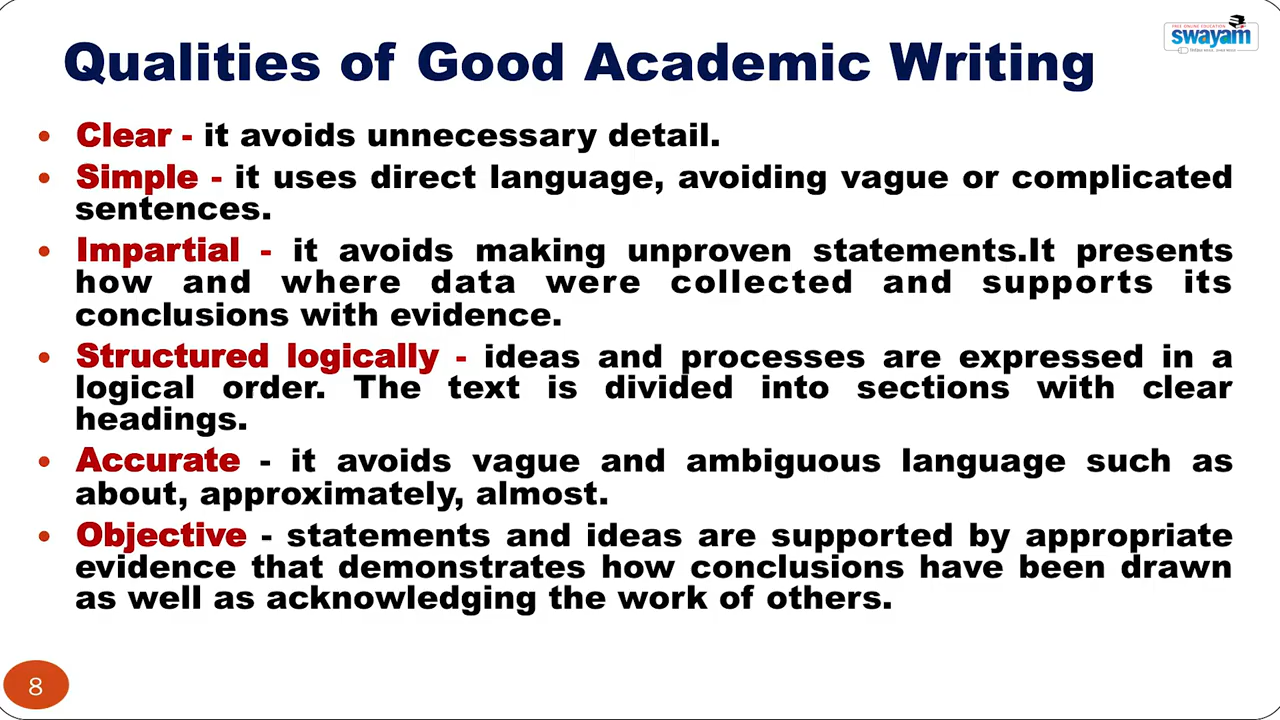 Qualities of Good Academic Writing
FREE ONLINE EDUCATION
swayam
• Clear - it avoids unnecessary detail.
• Simple - it uses direct language, avoiding vague or complicated
sentences.
• Impartial - it avoids making unproven statements.It presents
how and where data were collected and supports its
conclusions with evidence.
• Structured logically - ideas and processes are expressed in a
logical order. The text is divided into sections with clear
headings.
• Accurate - it avoids vague and ambiguous language such as
about, approximately, almost.
• Objective - statements and ideas are supported by appropriate
evidence that demonstrates how conclusions have been drawn
as well as acknowledging the work of others.
8